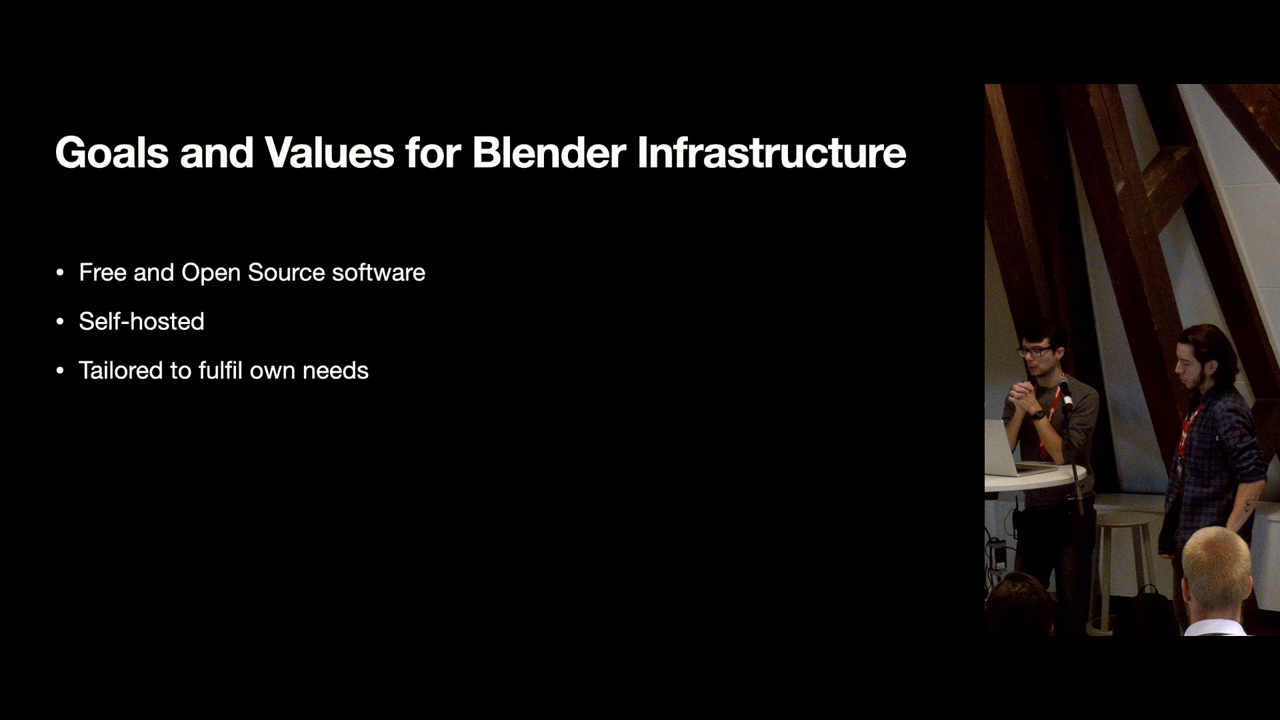 Goals and Values for Blender Infrastructure
• Free and Open Source software
• Self-hosted
• Tailored to fulfil own needs